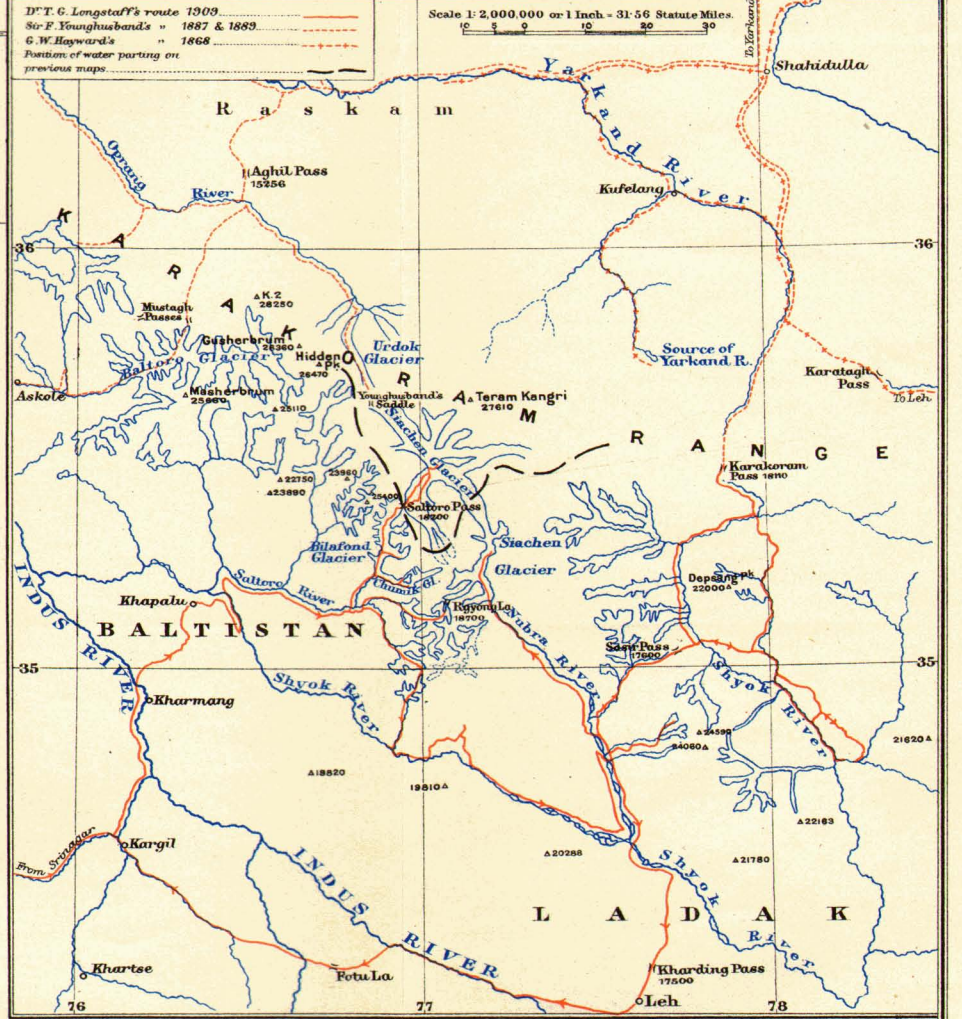 Dr T. G. Longstaff's route 1909
Sir F. Younghusband's " 1887 & 1889
G. W. Hayward's " 1868
Position of water parting on
previous maps
Scale 1: 2,000,000 or 1 Inch = 31·56 Statute Miles.
10 5 0 10 20 30
To Yarkand
Shahidulla
Yarkand River
Raskam
Oprang
River
Aghil Pass
15256
Kufelang
36
36
KARAKORAM RANGE
K.2
28250
Mustagh
Passes
Gusherbrum
26360
Hidden
Pk.
26470
Urdok
Glacier
Source of
Yarkand R.
Baltoro Glacier
Karatagh
Pass
To Leh
Askole
Masherbrum
25660
25110
Younghusband's
Saddle
Teram Kangri
27610
Siachen Glacier
Karakoram
Pass 18110
22750
23890
23960
25400
Saltoro Pass
18200
Bilafond
Glacier
Siachen
Glacier
Chumik Gl.
Depsang Pk
22000
INDUS
RIVER
Saltoro River
Khapalu
Rgyong La
18700
BALTISTAN
Nubra River
Sasir Pass
17600
35
35
Shyok River
Shyok River
Kharmang
24590
24060
21620
18820
19810
22163
From Srinagar
Kargil
20288
21780
INDUS
RIVER
Shyok
River
LADAK
Khartse
Fotu La
Kharding Pass
17500
Leh
76
77
78